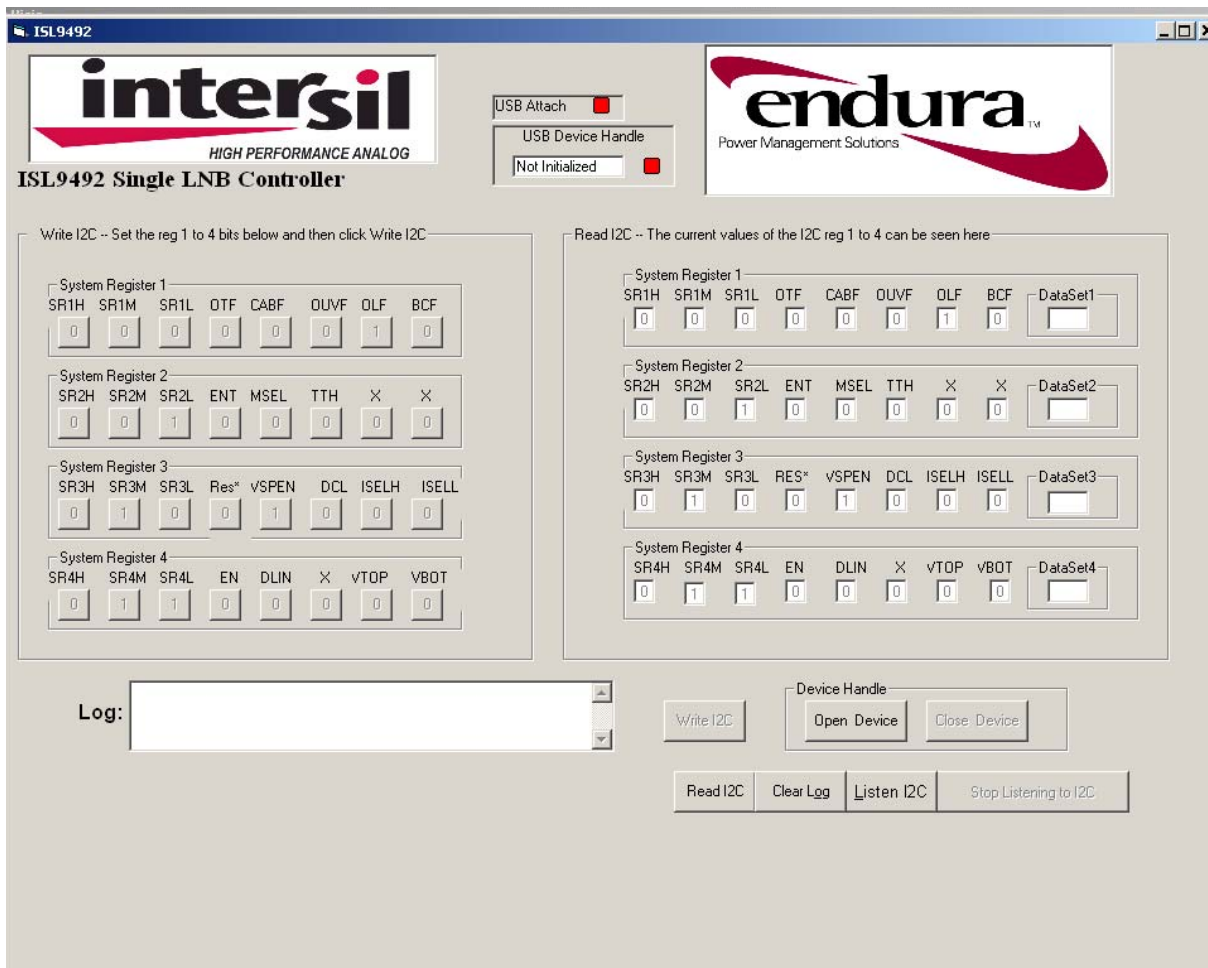 ISL9492
intersil
HIGH PERFORMANCE ANALOG
ISL9492 Single LNB Controller
USB Attach
USB Device Handle
Not Initialized
endura™
Power Management Solutions
Write I2C -- Set the reg 1 to 4 bits below and then click Write I2C
System Register 1
SR1H SR1M SR1L OTF CABF OUVF OLF BCF
0 0 0 0 0 0 1 0
System Register 2
SR2H SR2M SR2L ENT MSEL TTH X X
0 0 1 0 0 0 0 0
System Register 3
SR3H SR3M SR3L Res* VSPEN DCL ISELH ISELL
0 1 0 0 1 0 0 0
System Register 4
SR4H SR4M SR4L EN DLIN X VTOP VBOT
0 1 1 0 0 0 0 0
Read I2C -- The current values of the I2C reg 1 to 4 can be seen here
System Register 1
SR1H SR1M SR1L OTF CABF OUVF OLF BCF DataSet1
0 0 0 0 0 0 1 0
System Register 2
SR2H SR2M SR2L ENT MSEL TTH X X DataSet2
0 0 1 0 0 0 0 0
System Register 3
SR3H SR3M SR3L RES* VSPEN DCL ISELH ISELL DataSet3
0 1 0 0 1 0 0 0
System Register 4
SR4H SR4M SR4L EN DLIN X VTOP VBOT DataSet4
0 1 1 0 0 0 0 0
Log:
Write I2C
Device Handle
Open Device Close Device
Read I2C Clear Log Listen I2C Stop Listening to I2C